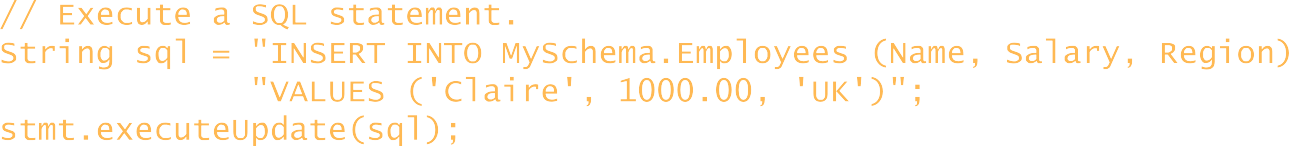 // Execute a SQL statement.
String sql = "INSERT INTO MySchema.Employees (Name, Salary, Region)
"VALUES ('Claire', 1000.00, 'UK')";
stmt.executeUpdate(sql);